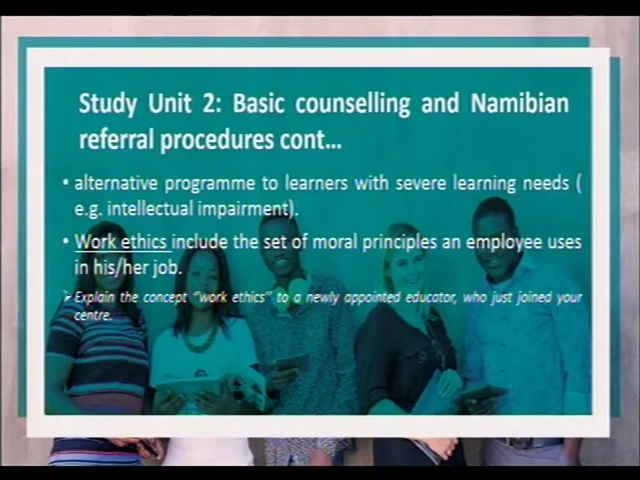 Study Unit 2: Basic counselling and Namibian
referral procedures cont...
• alternative programme to learners with severe learning needs (
e.g. intellectual impairment).
• Work ethics include the set of moral principles an employee uses
in his/her job.
➢ Explain the concept "work ethics" to a newly appointed educator, who just joined your
centre.